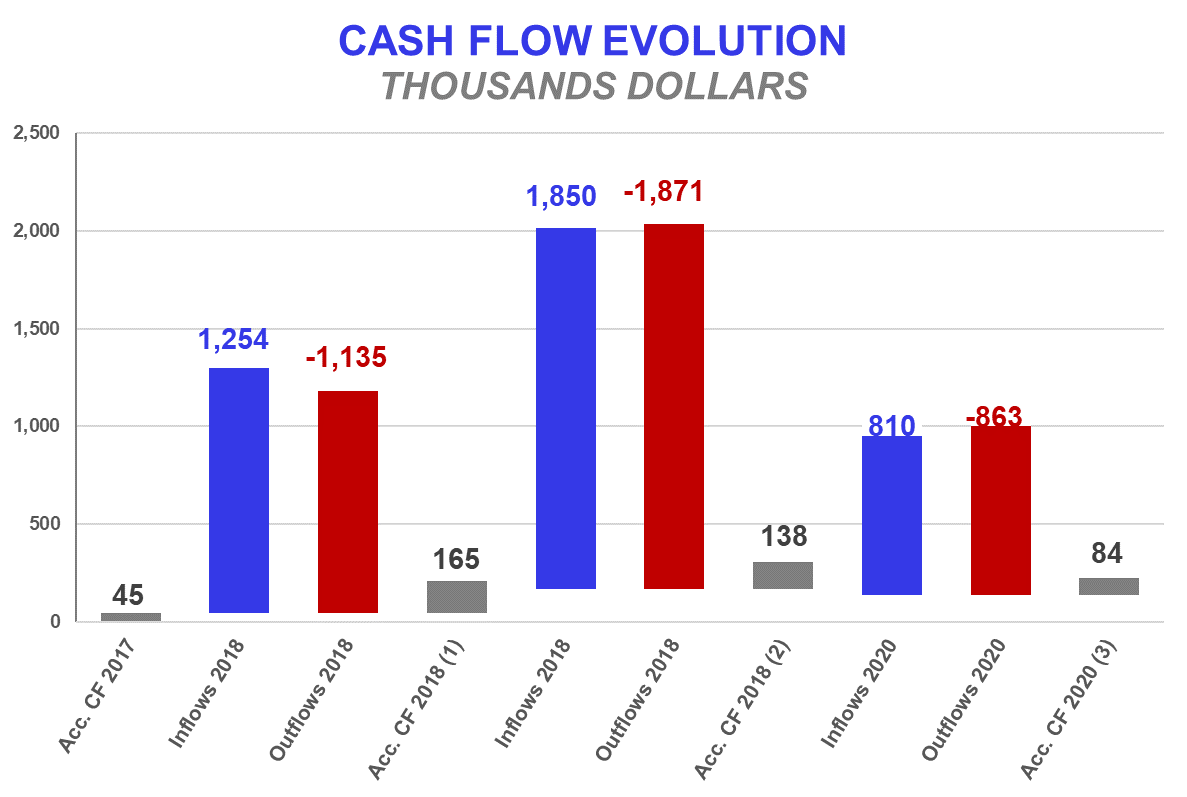 CASH FLOW EVOLUTION
THOUSANDS DOLLARS
2,500
2,000
1,500
1,000
500
0
45
1,254
-1,135
165
1,850
-1,871
138
810
-863
84
Acc. CF 2017
Inflows 2018
Outflows 2018
Acc. CF 2018 (1)
Inflows 2018
Outflows 2018
Acc. CF 2018 (2)
Inflows 2020
Outflows 2020
Acc. CF 2020 (3)